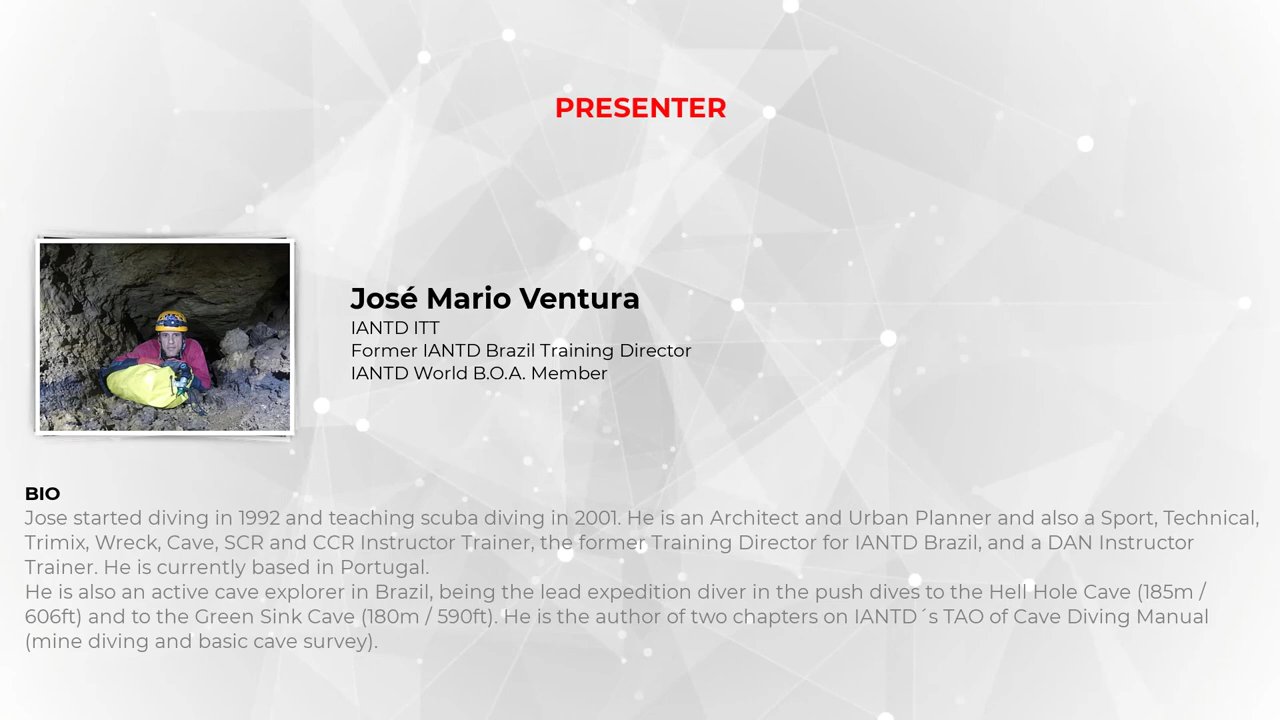 PRESENTER
José Mario Ventura
IANTD ITT
Former IANTD Brazil Training Director
IANTD World B.O.A. Member
BIO
Jose started diving in 1992 and teaching scuba diving in 2001. He is an Architect and Urban Planner and also a Sport, Technical,
Trimix, Wreck, Cave, SCR and CCR Instructor Trainer, the former Training Director for IANTD Brazil, and a DAN Instructor
Trainer. He is currently based in Portugal.
He is also an active cave explorer in Brazil, being the lead expedition diver in the push dives to the Hell Hole Cave (185m /
606ft) and to the Green Sink Cave (180m / 590ft). He is the author of two chapters on IANTD´s TAO of Cave Diving Manual
(mine diving and basic cave survey).